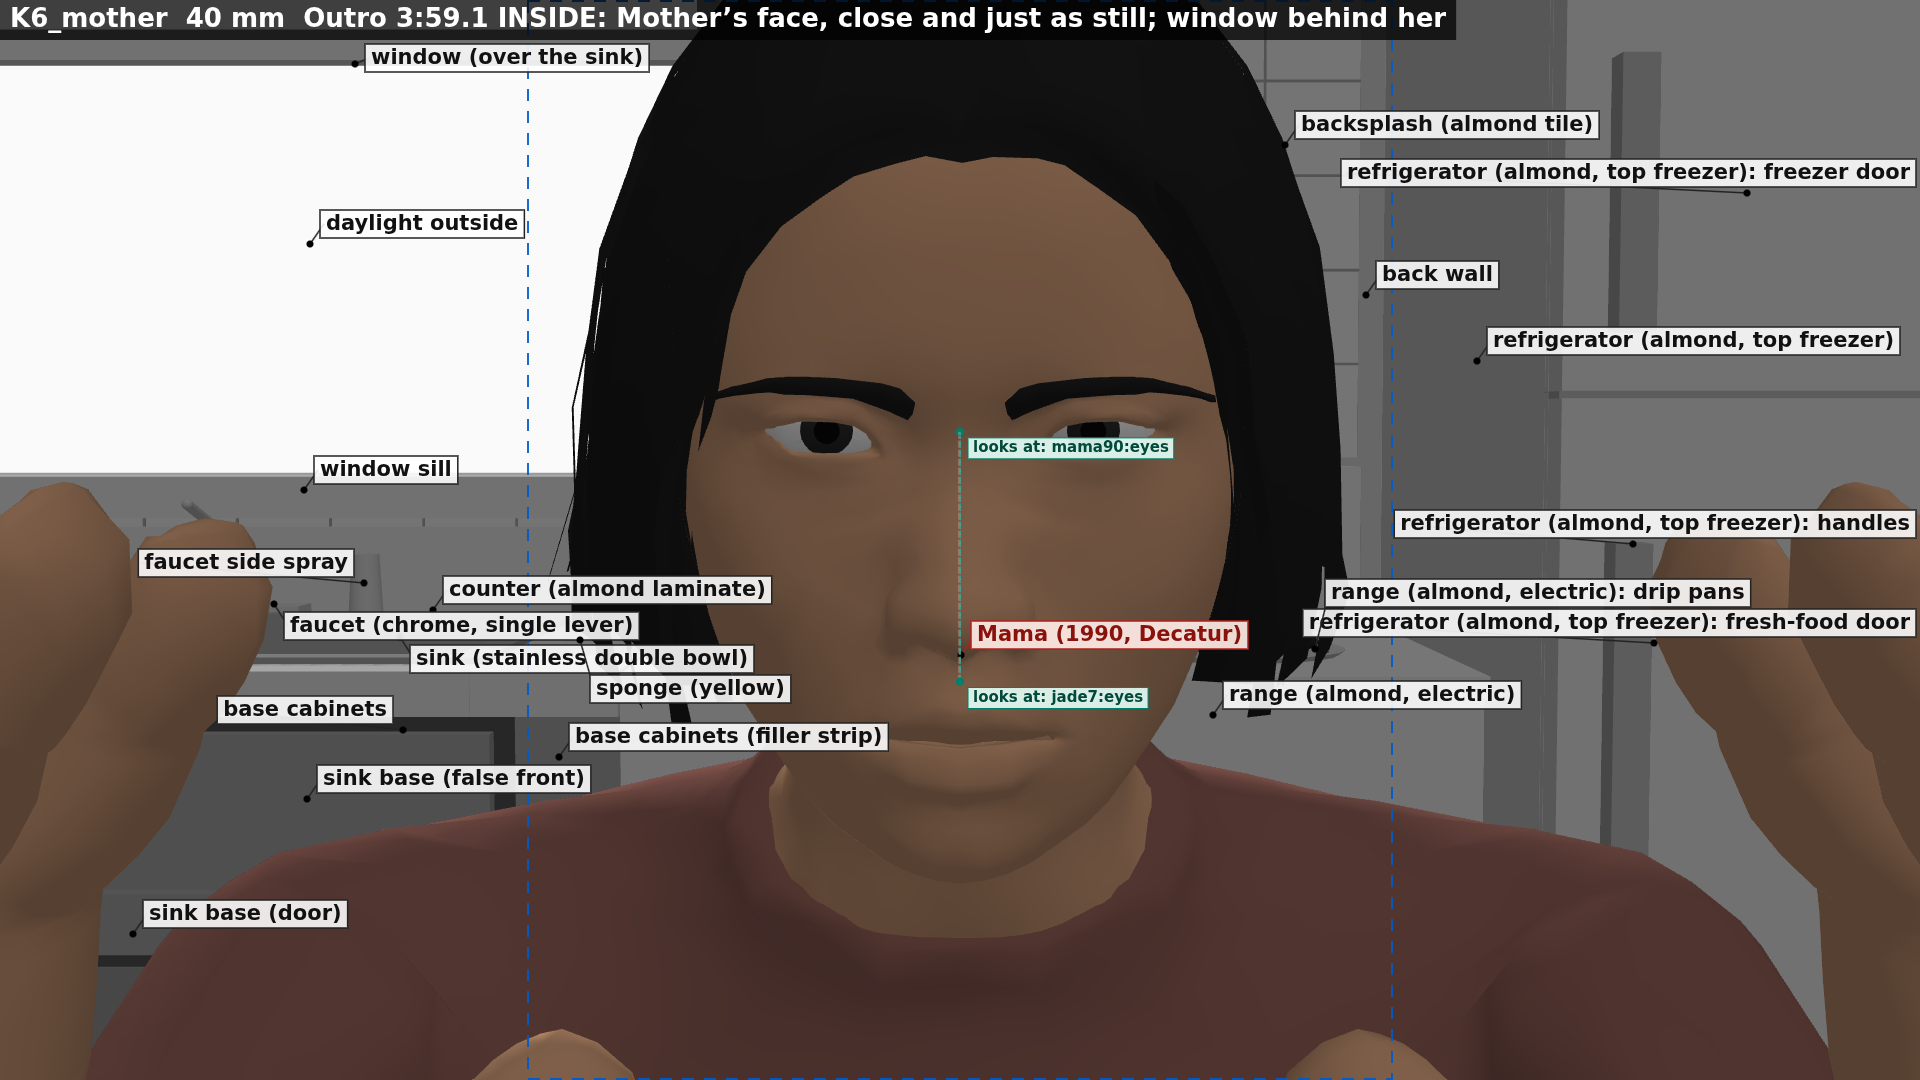 K6_mother 40 mm Outro 3:59.1 INSIDE: Mother’s face, close and just as still; window behind her
window (over the sink)
backsplash (almond tile)
refrigerator (almond, top freezer): freezer door
daylight outside
back wall
refrigerator (almond, top freezer)
looks at: mama90:eyes
window sill
refrigerator (almond, top freezer): handles
faucet side spray
counter (almond laminate)
range (almond, electric): drip pans
faucet (chrome, single lever)
refrigerator (almond, top freezer): fresh-food door
Mama (1990, Decatur)
sink (stainless double bowl)
sponge (yellow)
looks at: jade7:eyes
range (almond, electric)
base cabinets
base cabinets (filler strip)
sink base (false front)
sink base (door)